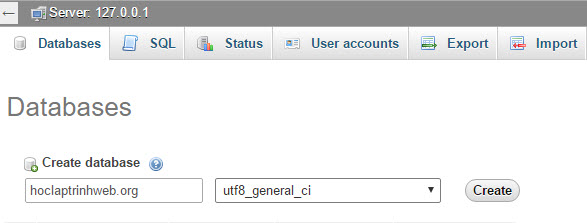 Server: 127.0.0.1
Databases SQL Status User accounts Export Import
Databases
Create database
hoclaptrinhweb.org utf8_general_ci Create